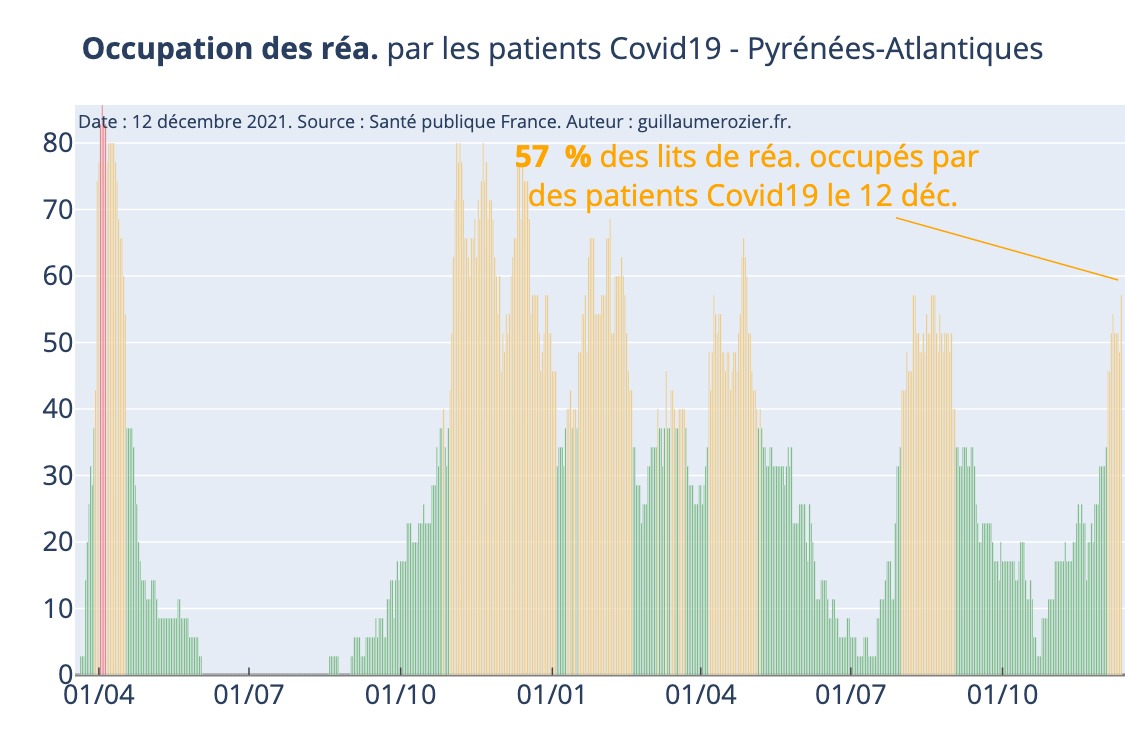 Occupation des réa. par les patients Covid19 - Pyrénées-Atlantiques
Date : 12 décembre 2021. Source : Santé publique France. Auteur : guillaumerozier.fr.
57 % des lits de réa. occupés par
des patients Covid19 le 12 déc.
80
70
60
50
40
30
20
10
0
01/04 01/07 01/10 01/01 01/04 01/07 01/10